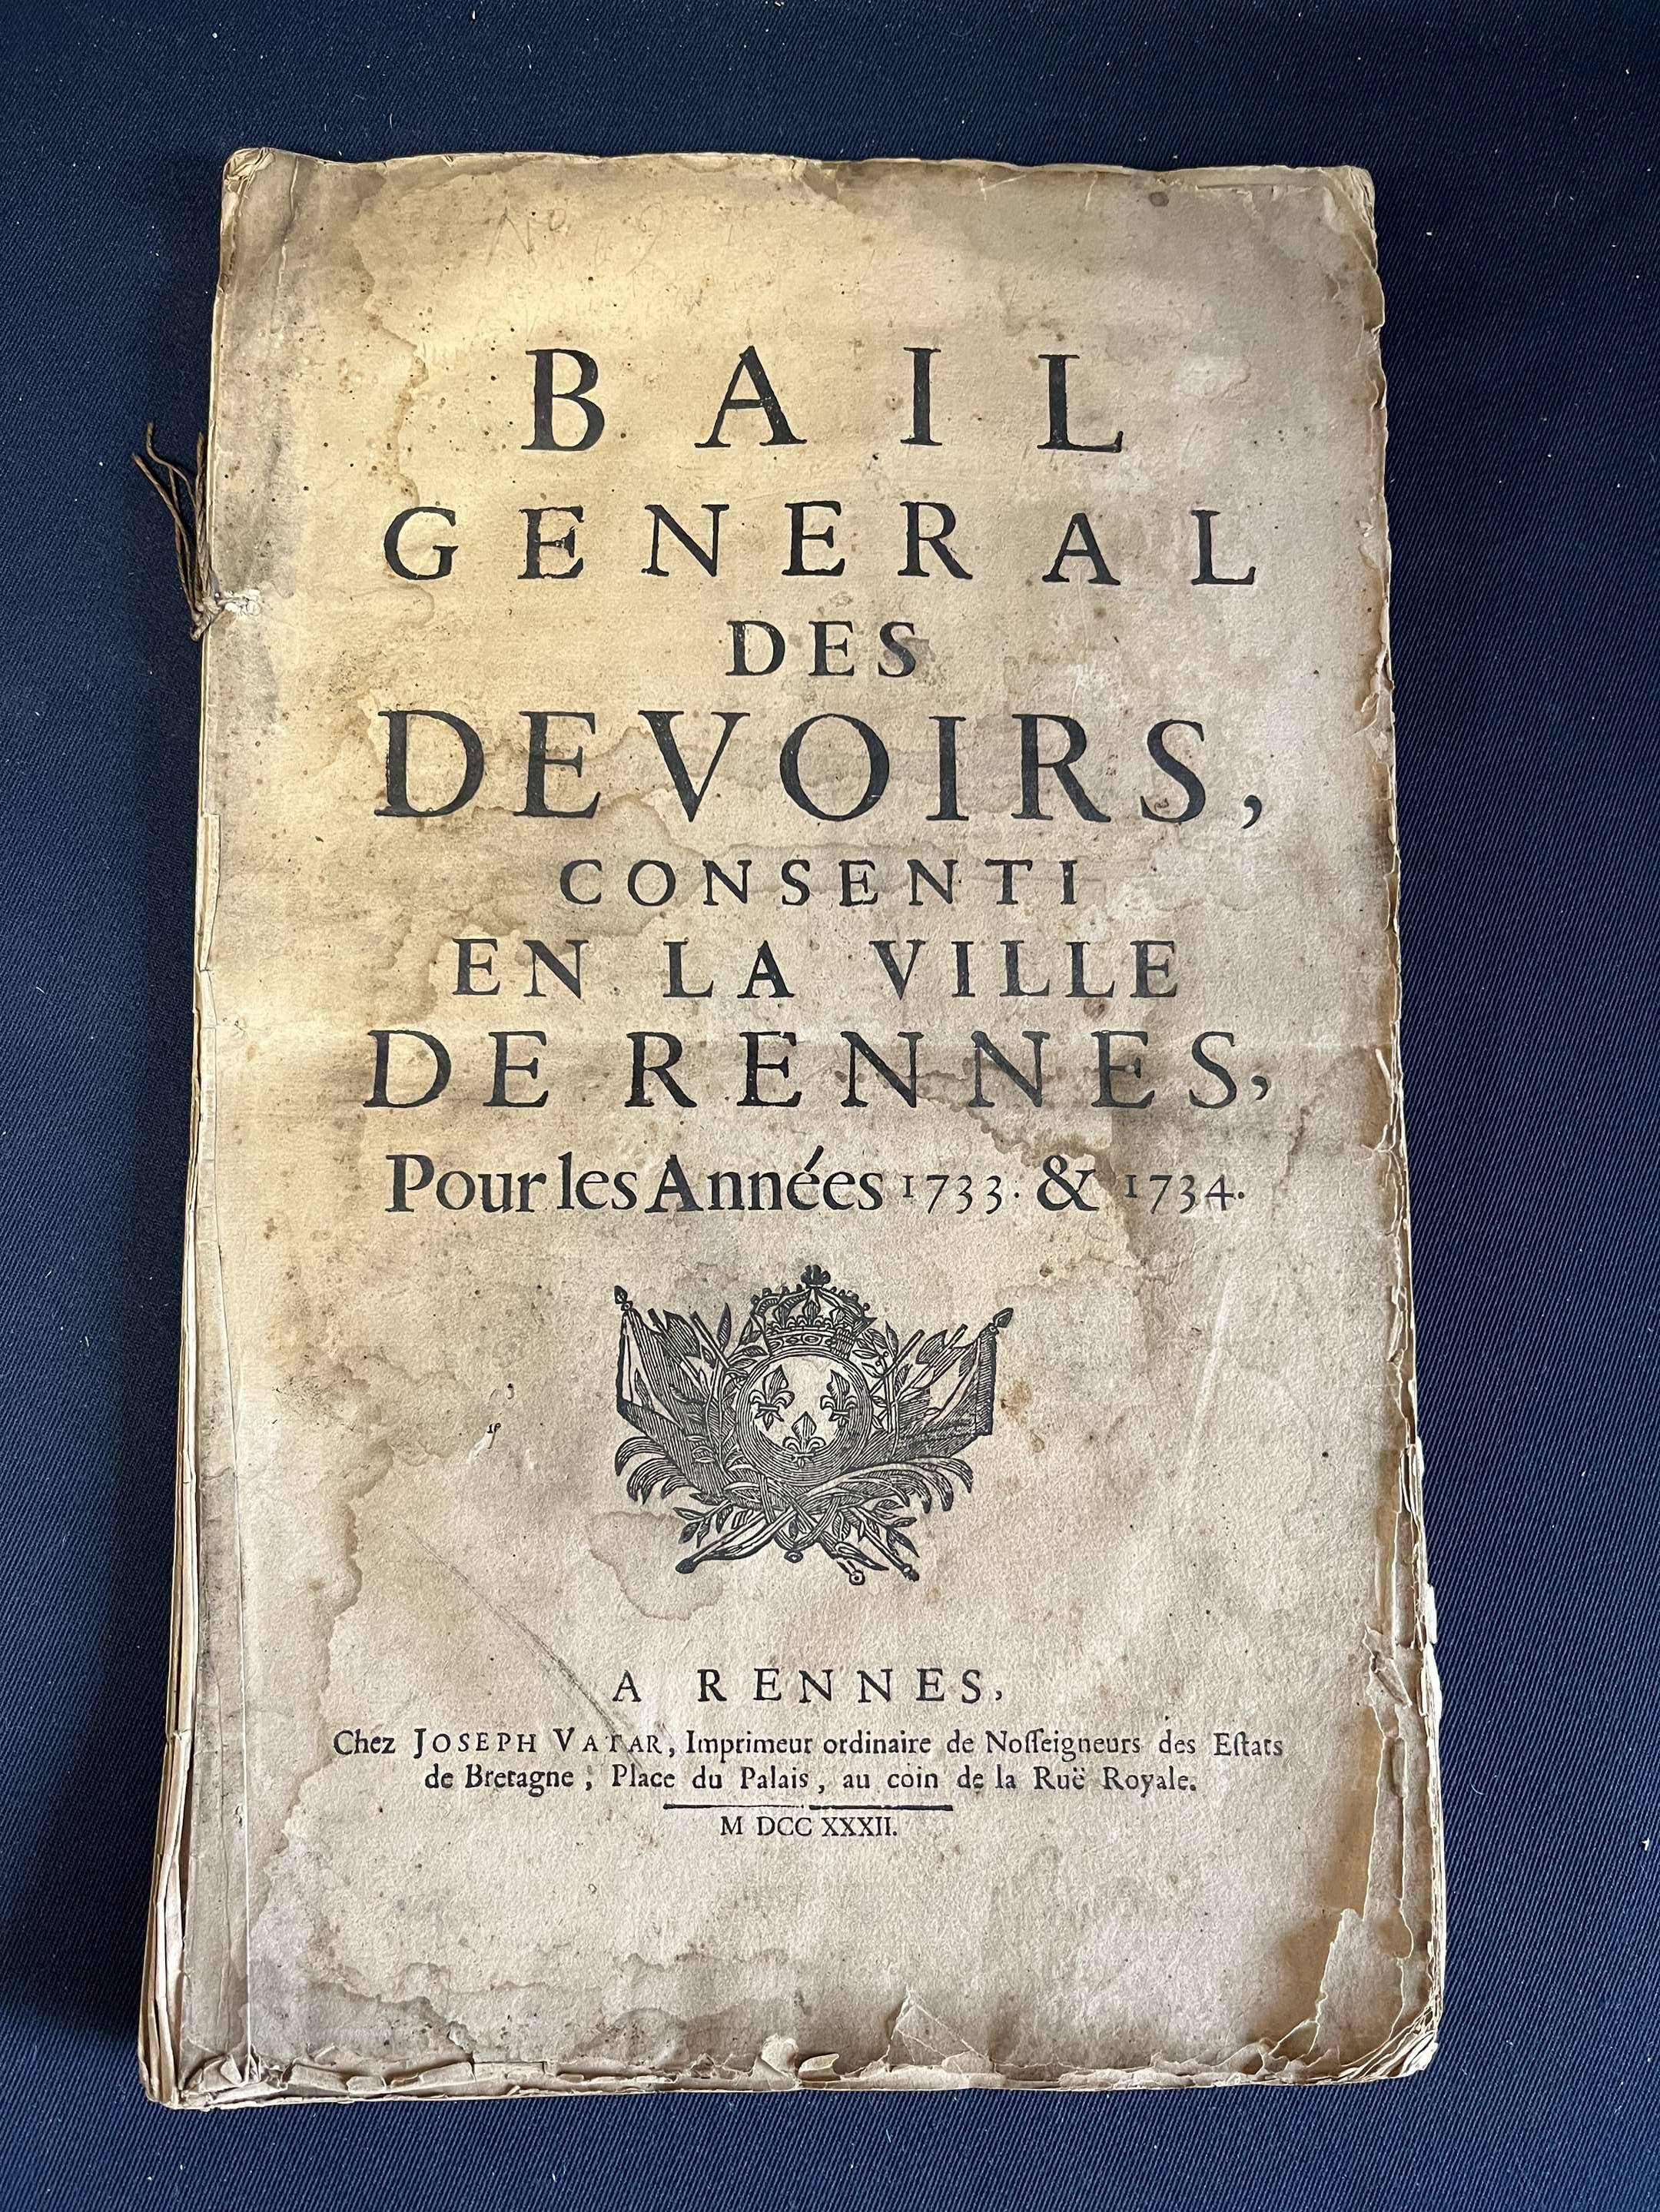 BAIL
GENERAL
DES
DEVOIRS,
CONSENTI
EN LA VILLE
DE RENNES,
Pour les Années 1733. & 1734.
A RENNES,
Chez JOSEPH VATAR, Imprimeur ordinaire de Noſſeigneurs des Eſtats
de Bretagne, Place du Palais, au coin de la Ruë Royale.
M DCC XXXII.